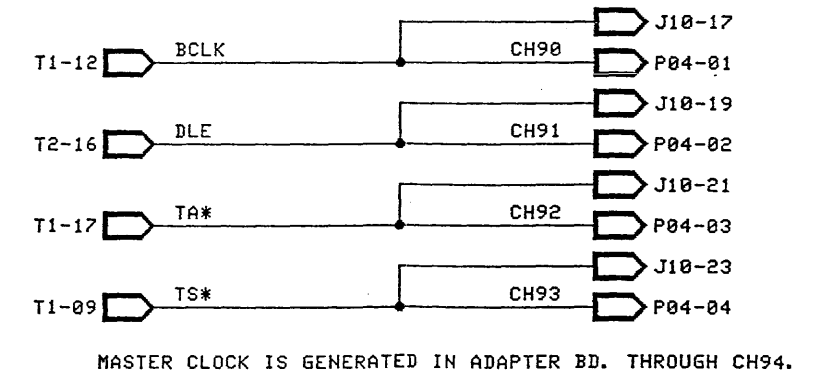 J10-17
T1-12 BCLK CH90 P04-01
J10-19
T2-16 DLE CH91 P04-02
J10-21
T1-17 TA* CH92 P04-03
J10-23
T1-09 TS* CH93 P04-04
MASTER CLOCK IS GENERATED IN ADAPTER BD. THROUGH CH94.